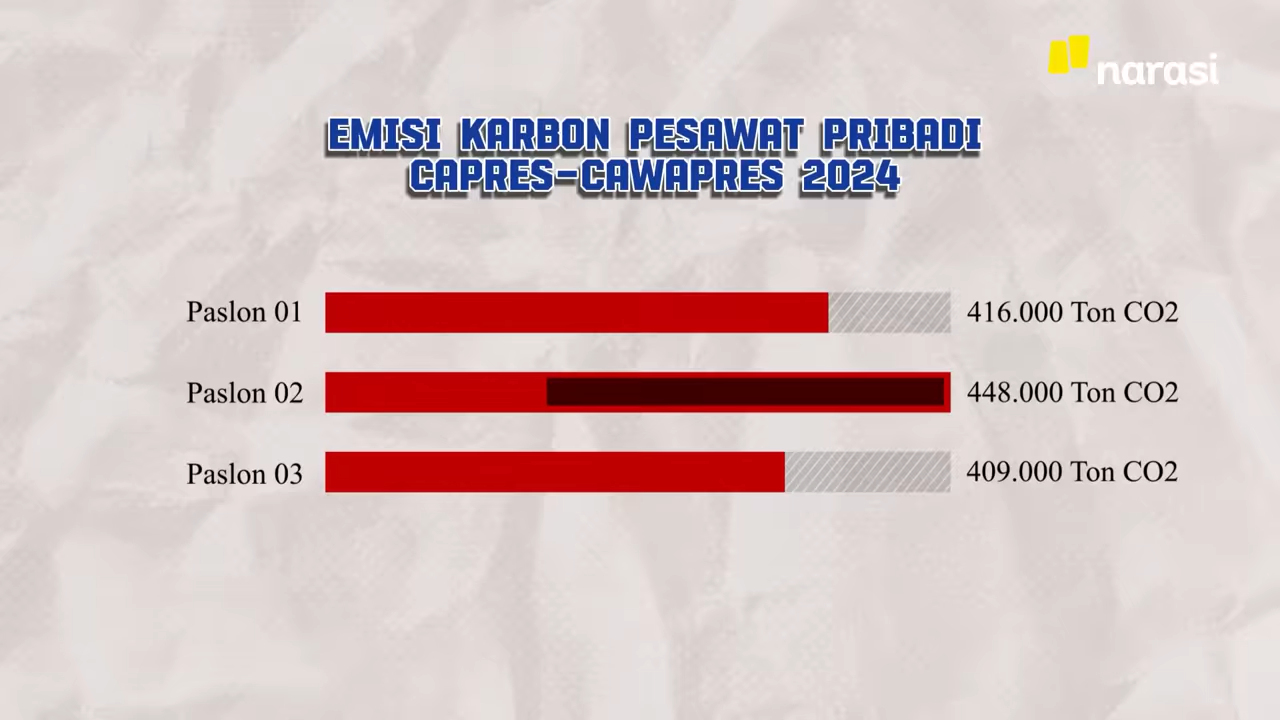 narasi
EMISI KARBON PESAWAT PRIBADI
CAPRES-CAWAPRES 2024
Paslon 01 416.000 Ton CO2
Paslon 02 448.000 Ton CO2
Paslon 03 409.000 Ton CO2